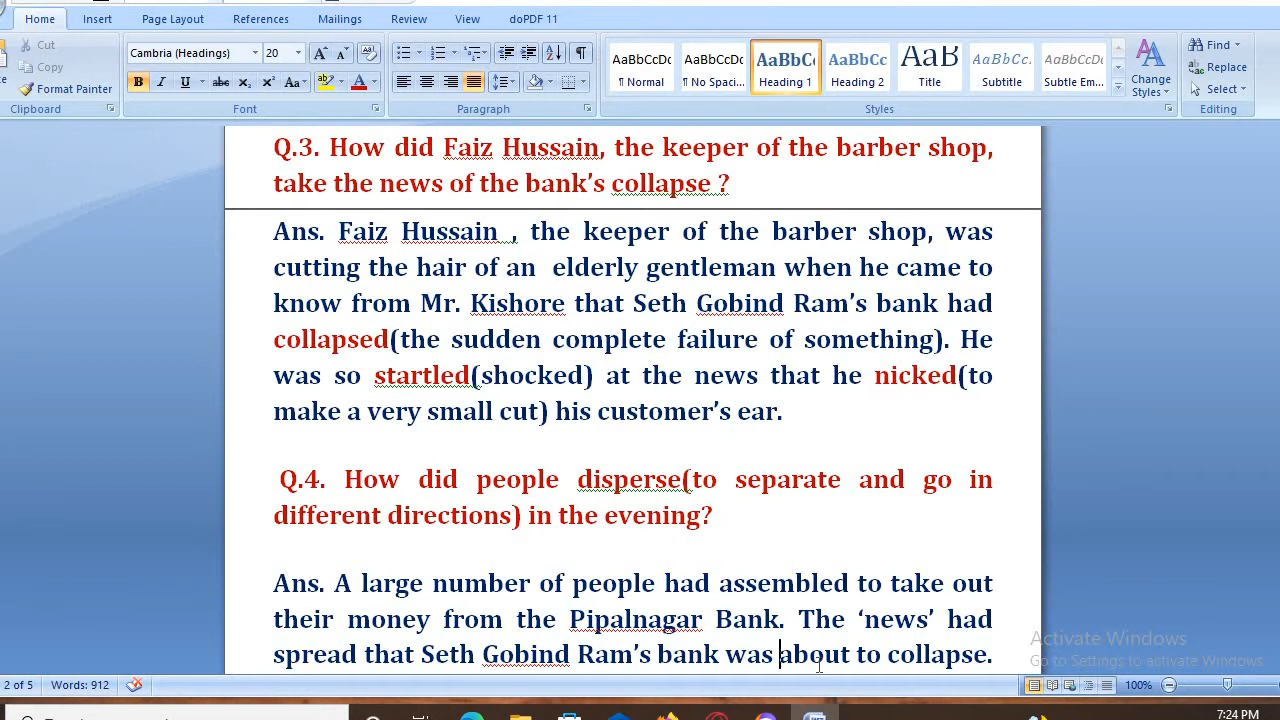 Home Insert Page Layout References Mailings Review View doPDF 11
Cut
Copy
Format Painter
Clipboard
Cambria (Headings) 20
Font
Paragraph
AaBbCcDc AaBbCcDc AaBbC AaBbCc AaB AaBbCc. AaBbCcDc
¶ Normal ¶ No Spaci... Heading 1 Heading 2 Title Subtitle Subtle Em...
Change Styles
Styles
Find
Replace
Select
Editing
Q.3. How did Faiz Hussain, the keeper of the barber shop,
take the news of the bank's collapse ?
Ans. Faiz Hussain , the keeper of the barber shop, was
cutting the hair of an elderly gentleman when he came to
know from Mr. Kishore that Seth Gobind Ram's bank had
collapsed(the sudden complete failure of something). He
was so startled(shocked) at the news that he nicked(to
make a very small cut) his customer's ear.
Q.4. How did people disperse(to separate and go in
different directions) in the evening?
Ans. A large number of people had assembled to take out
their money from the Pipalnagar Bank. The 'news' had
spread that Seth Gobind Ram's bank was about to collapse.
Activate Windows
Go to Settings to activate Windows
2 of 5 Words: 912 100%
7:24 PM